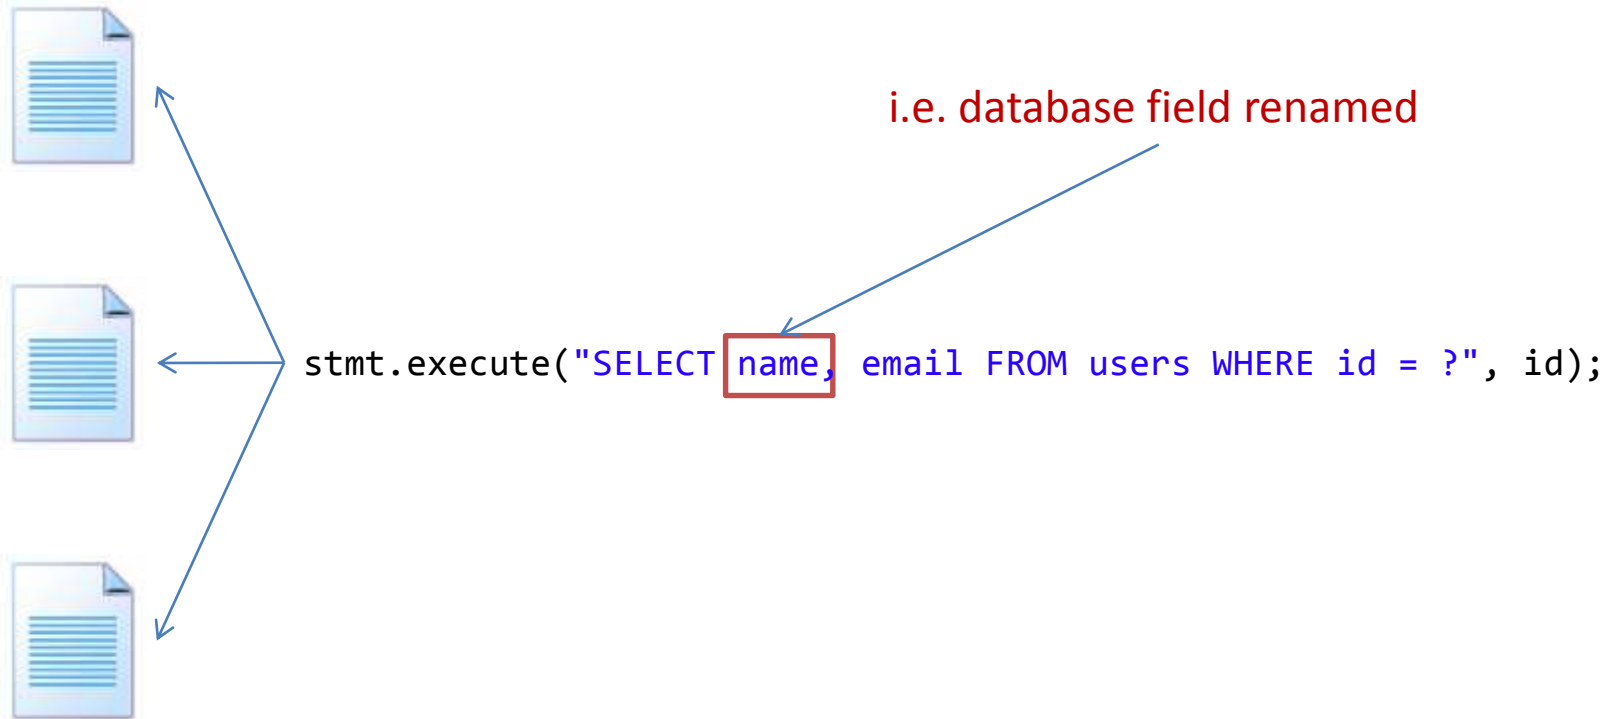 i.e. database field renamed
stmt.execute("SELECT name, email FROM users WHERE id = ?", id);